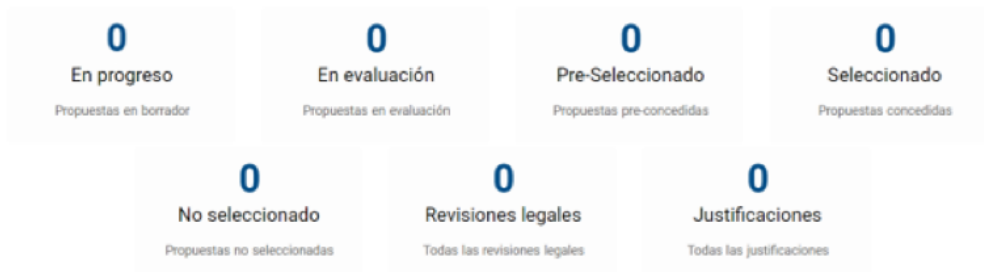 0
En progreso
Propuestas en borrador
0
En evaluación
Propuestas en evaluación
0
Pre-Seleccionado
Propuestas pre-concedidas
0
Seleccionado
Propuestas concedidas
0
No seleccionado
Propuestas no seleccionadas
0
Revisiones legales
Todas las revisiones legales
0
Justificaciones
Todas las justificaciones